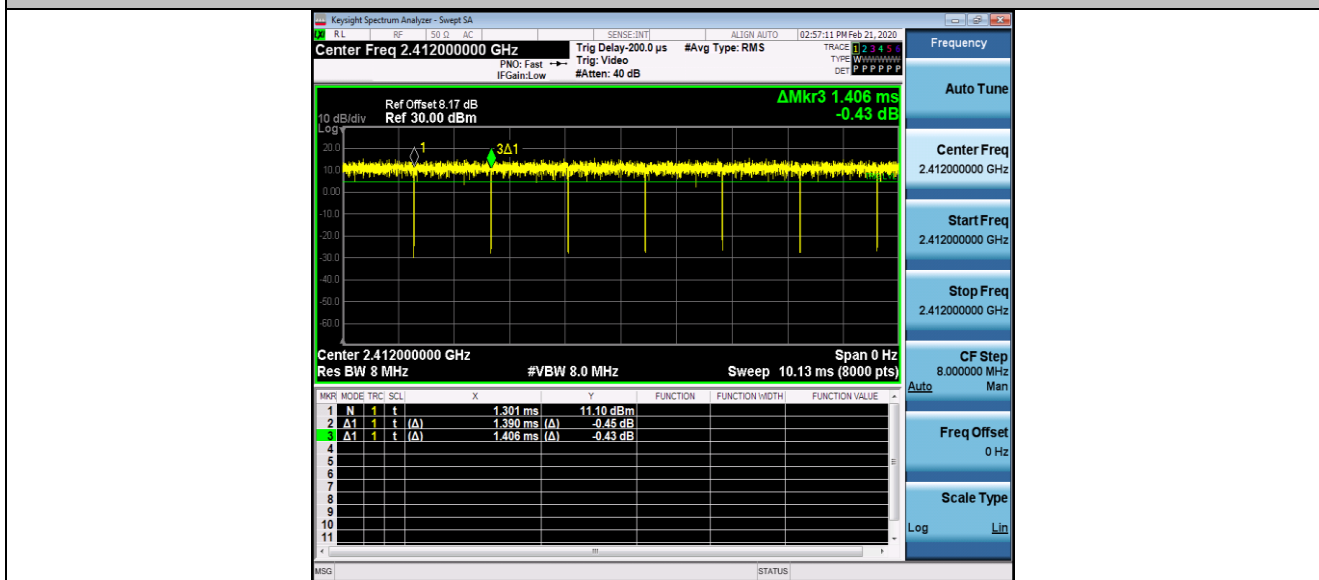 Keysight Spectrum Analyzer - Swept SA
RL RF 50 Ω AC SENSE:INT ALIGN AUTO 02:57:11 PM Feb 21, 2020
Center Freq 2.412000000 GHz
PNO: Fast
IFGain:Low
Trig Delay-200.0 µs
Trig: Video
#Atten: 40 dB
#Avg Type: RMS
TRACE 1 2 3 4 5 6
TYPE WWWWWW
DET P P P P P P
ΔMkr3 1.406 ms
-0.43 dB
Ref Offset 8.17 dB
10 dB/div Ref 30.00 dBm
Log
20.0
10.0
0.00
-10.0
-20.0
-30.0
-40.0
-50.0
-60.0
1
3Δ1
Center 2.412000000 GHz Span 0 Hz
Res BW 8 MHz #VBW 8.0 MHz Sweep 10.13 ms (8000 pts)
MKR MODE TRC SCL X Y FUNCTION FUNCTION WIDTH FUNCTION VALUE
1 N 1 t 1.301 ms 11.10 dBm
2 Δ1 1 t (Δ) 1.390 ms (Δ) -0.45 dB
3 Δ1 1 t (Δ) 1.406 ms (Δ) -0.43 dB
4
5
6
7
8
9
10
11
MSG STATUS
Frequency
Auto Tune
Center Freq
2.412000000 GHz
Start Freq
2.412000000 GHz
Stop Freq
2.412000000 GHz
CF Step
8.000000 MHz
Auto Man
Freq Offset
0 Hz
Scale Type
Log Lin